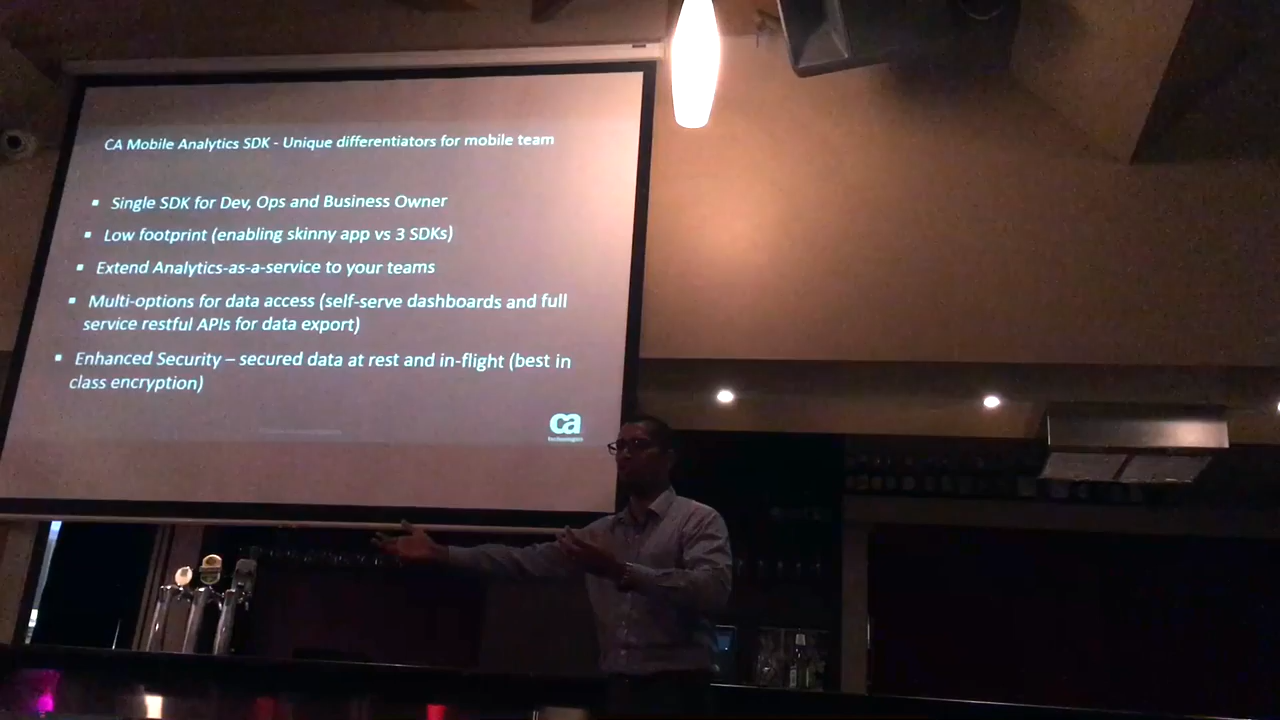 CA Mobile Analytics SDK - Unique differentiators for mobile team
▪ Single SDK for Dev, Ops and Business Owner
▪ Low footprint (enabling skinny app vs 3 SDKs)
▪ Extend Analytics-as-a-service to your teams
▪ Multi-options for data access (self-serve dashboards and full
service restful APIs for data export)
▪ Enhanced Security – secured data at rest and in-flight (best in
class encryption)
ca
technologies